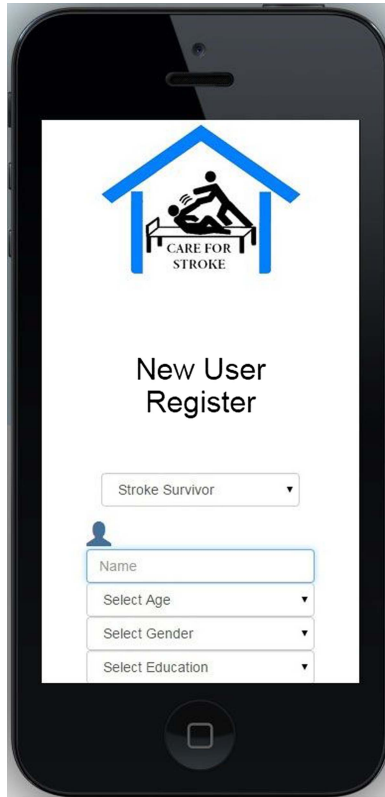 CARE FOR
STROKE
New User
Register
Stroke Survivor
Name
Select Age
Select Gender
Select Education